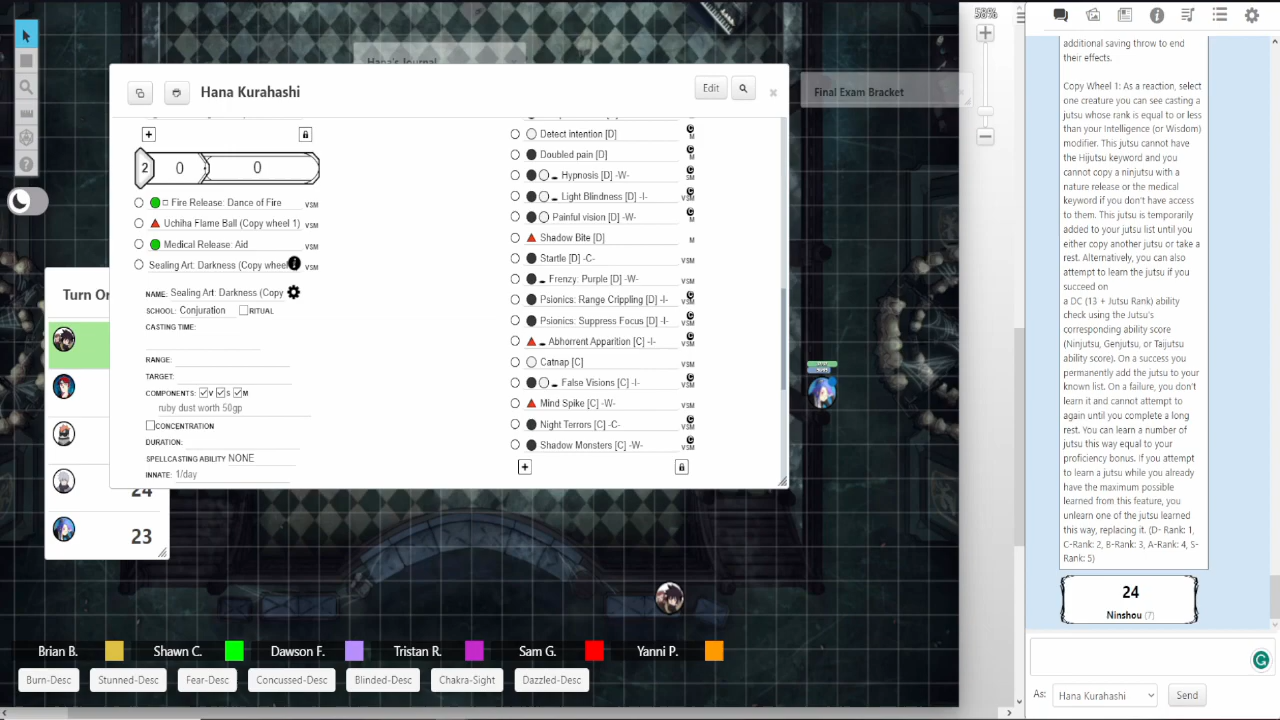 58%
Hana's Journal
Hana Kurahashi
Edit
Final Exam Bracket
2
0
0
Fire Release: Dance of Fire VSM
Uchiha Flame Ball (Copy wheel 1) VSM
Medical Release: Aid VSM
Sealing Art: Darkness (Copy wheel VSM
NAME: Sealing Art: Darkness (Copy
SCHOOL: Conjuration RITUAL
CASTING TIME:
RANGE:
TARGET:
COMPONENTS: V S M
ruby dust worth 50gp
CONCENTRATION
DURATION:
SPELLCASTING ABILITY NONE
INNATE: 1/day
Detect intention [D] M
Doubled pain [D] M
Hypnosis [D] -W- SM
Light Blindness [D] -I- SM
Painful vision [D] -W- M
Shadow Bite [D] M
Startle [D] -C- VSM
Frenzy: Purple [D] -W- VSM
Psionics: Range Crippling [D] -I- VSM
Psionics: Suppress Focus [D] -I- VSM
Abhorrent Apparition [C] -I- SM
Catnap [C] VSM
False Visions [C] -I- SM
Mind Spike [C] -W- VSM
Night Terrors [C] -C- VSM
Shadow Monsters [C] -W- VSM
Turn Or
24
23
Brian B.
Shawn C.
Dawson F.
Tristan R.
Sam G.
Yanni P.
Burn-Desc
Stunned-Desc
Fear-Desc
Concussed-Desc
Blinded-Desc
Chakra-Sight
Dazzled-Desc
additional saving throw to end
their effects.
Copy Wheel 1: As a reaction, select
one creature you can see casting a
jutsu whose rank is equal to or less
than your Intelligence (or Wisdom)
modifier. This jutsu cannot have
the Hijutsu keyword and you
cannot copy a ninjutsu with a
nature release or the medical
keyword if you don't have access
to them. This jutsu is temporarily
added to your jutsu list until you
either copy another jutsu or take a
rest. Alternatively, you can also
attempt to learn the jutsu if you
succeed on
a DC (13 + Jutsu Rank) ability
check using the Jutsu's
corresponding ability score
(Ninjutsu, Genjutsu, or Taijutsu
ability score). On a success you
permanently add the jutsu to your
known list. On a failure, you don't
learn it and cannot attempt to
again until you complete a long
rest. You can learn a number of
jutsu this way equal to your
proficiency bonus. If you attempt
to learn a jutsu while you already
have the maximum possible
learned from this feature, you
unlearn one of the jutsu learned
this way, replacing it. (D- Rank: 1,
C-Rank: 2, B-Rank: 3, A-Rank: 4, S-
Rank: 5)
24
Ninshou (7)
As:
Hana Kurahashi
Send